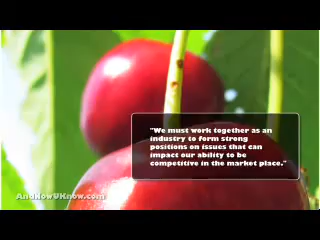 "We must work together as an
industry to form strong
positions on issues that can
impact our ability to be
competitive in the market place."
AndNowUKnow.com